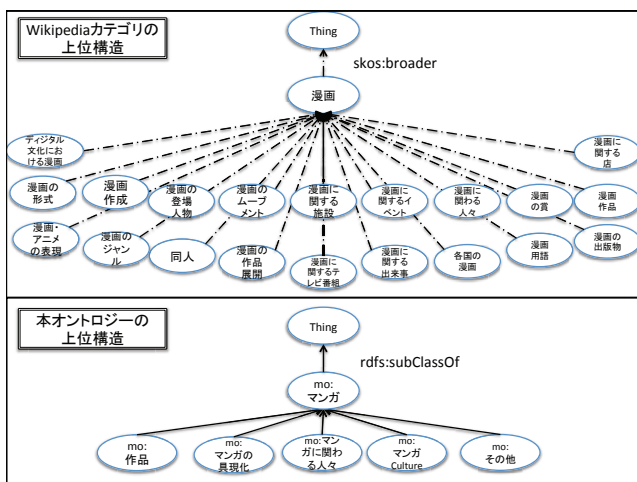 Wikipediaカテゴリの
上位構造
Thing
skos:broader
漫画
ディジタル
文化にお
ける漫画
漫画に
関する
店
漫画の
形式
漫画
作成
漫画の
登場
人物
漫画の
ムーブ
メント
漫画に
関する
施設
漫画に
関するイ
ベント
漫画に
関わる
人々
漫画
の賞
漫画
作品
漫画・
アニメ
の表現
漫画の
ジャン
ル
同人
漫画の
作品
展開
漫画に
関するテ
レビ番組
漫画に
関する
出来事
各国の
漫画
漫画
用語
漫画の
出版物
本オントロジーの
上位構造
Thing
rdfs:subClassOf
mo:
マンガ
mo:
作品
mo:
マンガの
具現化
mo:マン
ガに関わ
る人々
mo:
マンガ
Culture
mo:
その他